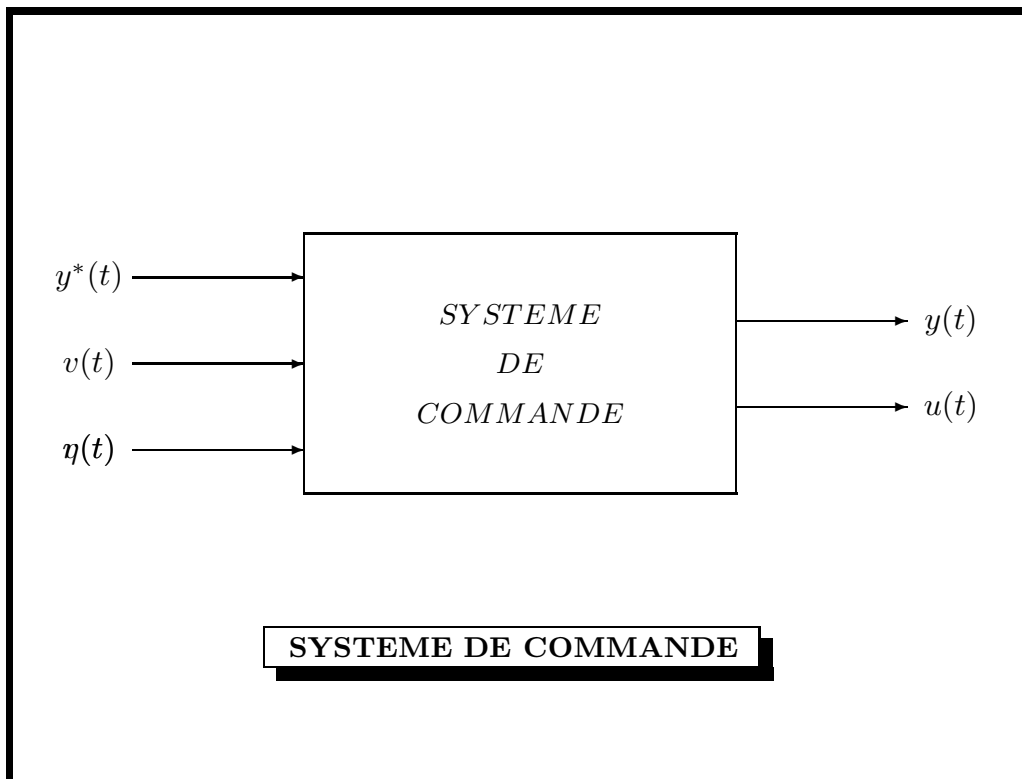 y*(t)
v(t)
η(t)
SYSTEME
DE
COMMANDE
y(t)
u(t)
SYSTEME DE COMMANDE